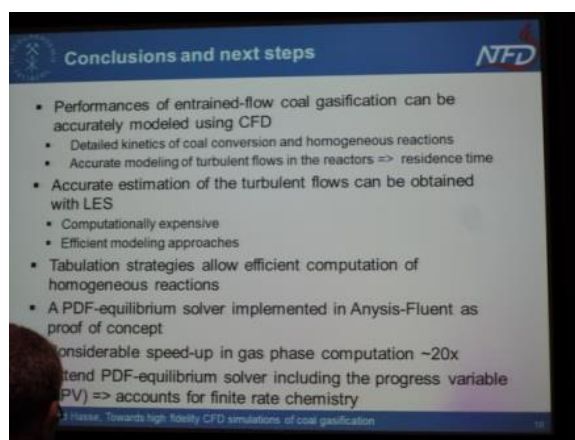 Conclusions and next steps
NTFD
Performances of entrained-flow coal gasification can be
accurately modeled using CFD
Detailed kinetics of coal conversion and homogeneous reactions
Accurate modeling of turbulent flows in the reactors => residence time
Accurate estimation of the turbulent flows can be obtained
with LES
Computationally expensive
Efficient modeling approaches
Tabulation strategies allow efficient computation of
homogeneous reactions
A PDF-equilibrium solver implemented in Anysis-Fluent as
proof of concept
onsiderable speed-up in gas phase computation ~20x
tend PDF-equilibrium solver including the progress variable
PV) => accounts for finite rate chemistry
Hasse, Towards high fidelity CFD simulations of coal gasification